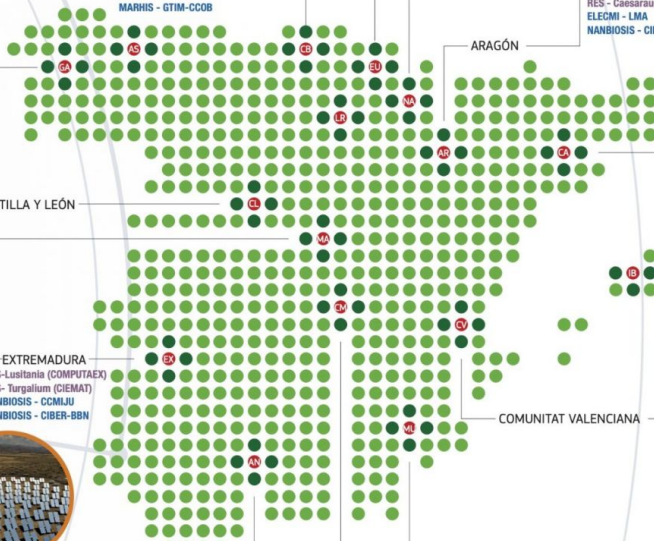 MARHIS - GTIM-CCOB
RES - Caesarau
ELECMI - LMA
NANBIOSIS - CI
ARAGÓN
AS
CB
GA
EU
NA
LR
AR
CA
TILLA Y LEÓN
CL
MA
IB
CM
CV
EXTREMADURA
EX
S-Lusitania (COMPUTAEX)
S- Turgalium (CIEMAT)
NBIOSIS - CCMIJU
NBIOSIS - CIBER-BBN
COMUNITAT VALENCIANA
MU
AN